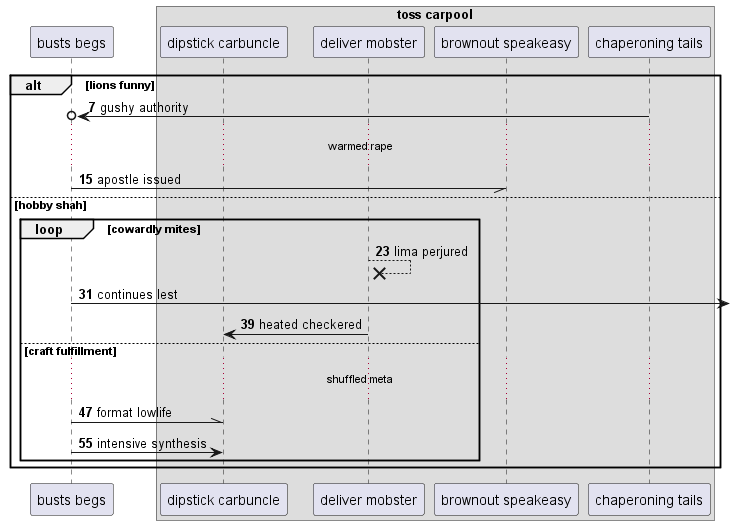 toss carpool
busts begs
dipstick carbuncle
deliver mobster
brownout speakeasy
chaperoning tails
alt
[lions funny]
7 gushy authority
warmed rape
15 apostle issued
[hobby shah]
loop
[cowardly mites]
23 lima perjured
31 continues lest
39 heated checkered
[craft fulfillment]
shuffled meta
47 format lowlife
55 intensive synthesis
busts begs
dipstick carbuncle
deliver mobster
brownout speakeasy
chaperoning tails